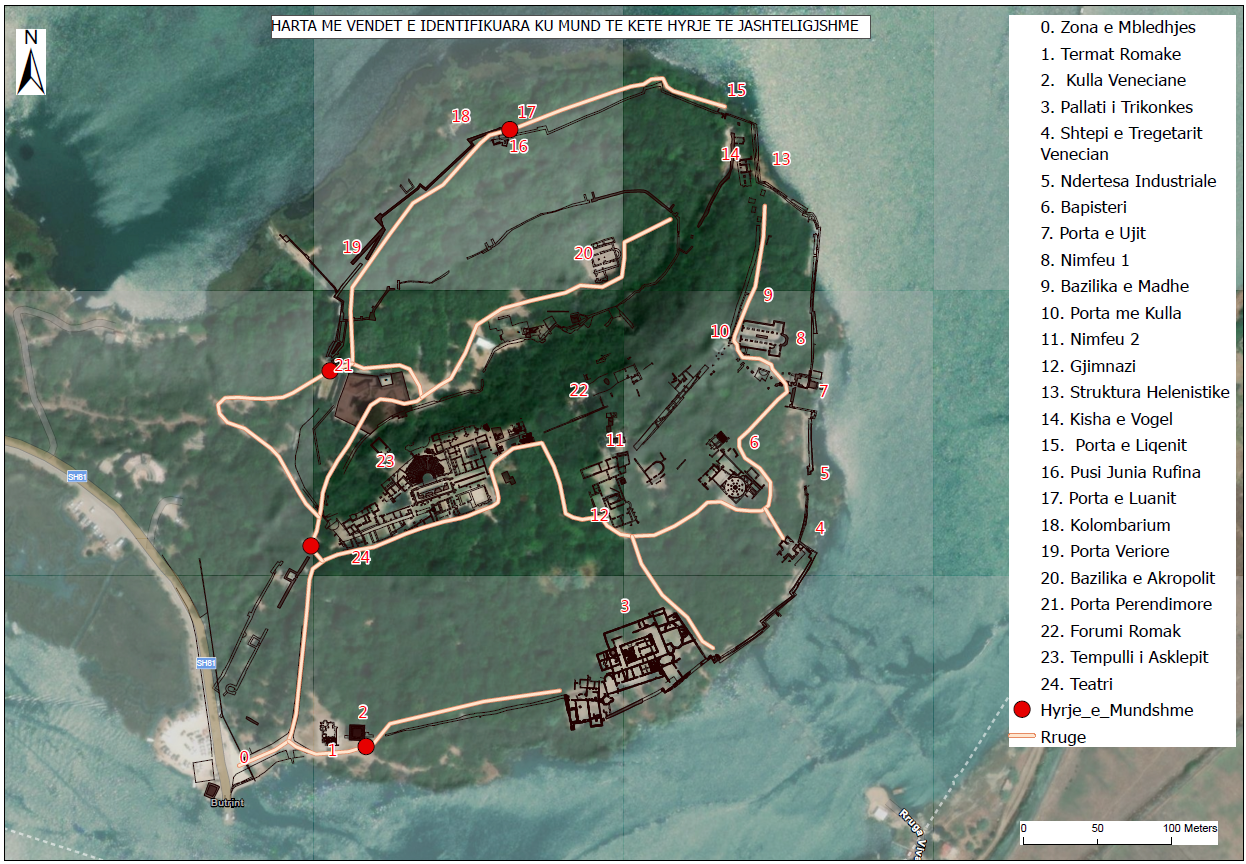 HARTA ME VENDET E IDENTIFIKUARA KU MUND TE KETE HYRJE TE JASHTELIGJSHME
N
0. Zona e Mbledhjes
1. Termat Romake
2. Kulla Veneciane
3. Pallati i Trikonkes
4. Shtepi e Tregetarit
Venecian
5. Ndertesa Industriale
6. Bapisteri
7. Porta e Ujit
8. Nimfeu 1
9. Bazilika e Madhe
10. Porta me Kulla
11. Nimfeu 2
12. Gjimnazi
13. Struktura Helenistike
14. Kisha e Vogel
15. Porta e Liqenit
16. Pusi Junia Rufina
17. Porta e Luanit
18. Kolombarium
19. Porta Veriore
20. Bazilika e Akropolit
21. Porta Perendimore
22. Forumi Romak
23. Tempulli i Asklepit
24. Teatri
Hyrje_e_Mundshme
Rruge
15
17
18
16
14
13
19
20
9
10
8
21
22
7
11
6
23
5
SH81
12
4
24
3
SH81
2
1
0
Butrint
Rruga Viva
0 50 100 Meters